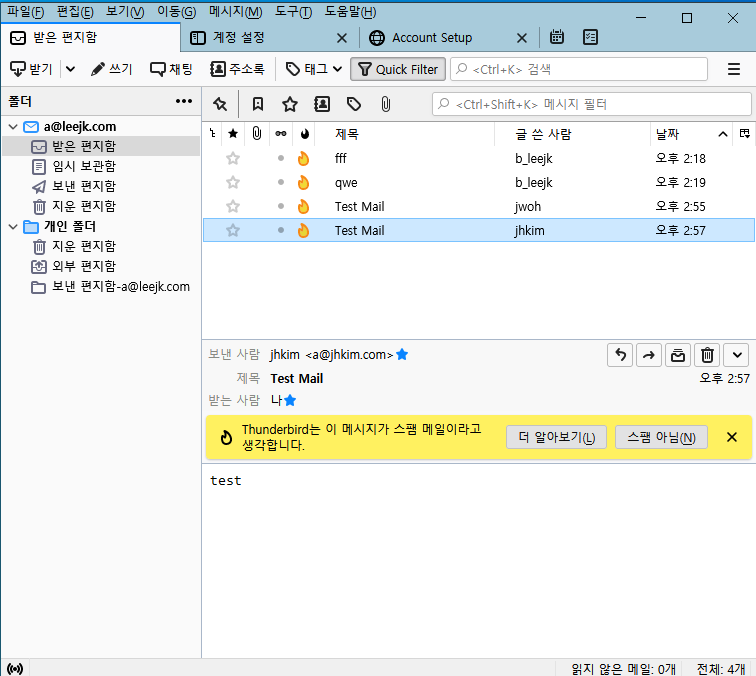 파일(F) 편집(E) 보기(V) 이동(G) 메시지(M) 도구(T) 도움말(H)
받은 편지함 계정 설정 Account Setup
받기 쓰기 채팅 주소록 태그 Quick Filter <Ctrl+K> 검색
폴더 <Ctrl+Shift+K> 메시지 필터
a@leejk.com
받은 편지함
임시 보관함
보낸 편지함
지운 편지함
개인 폴더
지운 편지함
외부 편지함
보낸 편지함-a@leejk.com
제목 글 쓴 사람 날짜
fff b_leejk 오후 2:18
qwe b_leejk 오후 2:19
Test Mail jwoh 오후 2:55
Test Mail jhkim 오후 2:57
보낸 사람 jhkim <a@jhkim.com>
제목 Test Mail 오후 2:57
받는 사람 나
Thunderbird는 이 메시지가 스팸 메일이라고
생각합니다.
더 알아보기(L) 스팸 아님(N)
test
읽지 않은 메일: 0개 전체: 4개